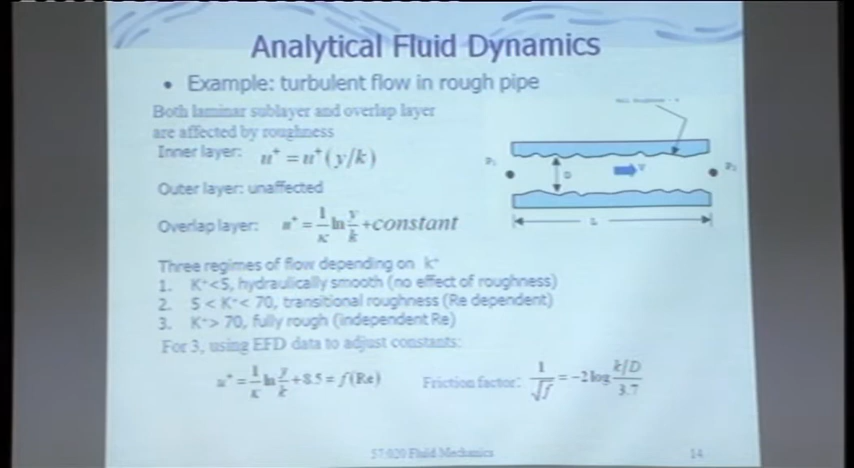 Analytical Fluid Dynamics
• Example: turbulent flow in rough pipe
Both laminar sublayer and overlap layer
are affected by roughness
Inner layer: u⁺ = u⁺(y/k)
Outer layer: unaffected
Overlap layer: u⁺ = 1/κ ln y/k + constant
Three regimes of flow depending on k⁺
1. K⁺<5, hydraulically smooth (no effect of roughness)
2. 5 < K⁺< 70, transitional roughness (Re dependent)
3. K⁺> 70, fully rough (independent Re)
For 3, using EFD data to adjust constants:
u⁺ = 1/κ ln y/k + 8.5 = f(Re) Friction factor: 1/√f = -2 log (k/D)/3.7
D
V
L
57:020 Fluid Mechanics
14